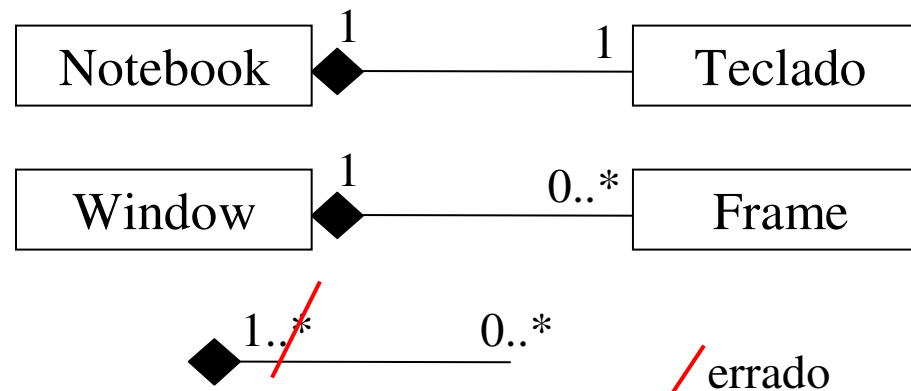 1 1
Notebook Teclado
1 0..*
Window Frame
1..* 0..*
errado